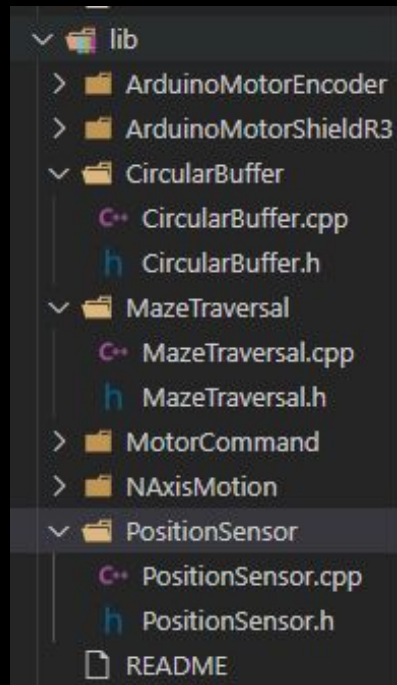 lib
ArduinoMotorEncoder
ArduinoMotorShieldR3
CircularBuffer
C++ CircularBuffer.cpp
h CircularBuffer.h
MazeTraversal
C++ MazeTraversal.cpp
h MazeTraversal.h
MotorCommand
NAxisMotion
PositionSensor
C++ PositionSensor.cpp
h PositionSensor.h
README